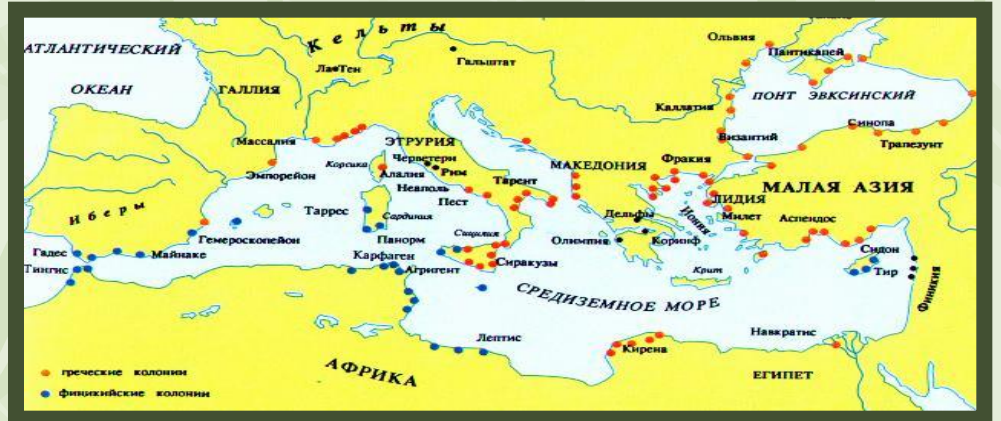 Кельты
Ольвия
Пантикапей
АТЛАНТИЧЕСКИЙ
ОКЕАН
Гальштат
Ла-Тен
ГАЛЛИЯ
ПОНТ ЭВКСИНСКИЙ
Каллатия
Синопа
Массалия
ЭТРУРИЯ
Византий
Трапезунт
Черветери
Рим
Корсика
Алалия
МАКЕДОНИЯ
Фракия
Эмпорейон
Неаполь
Тарент
МАЛАЯ АЗИЯ
Иберы
Пест
ЛИДИЯ
Таррес
Сардиния
Дельфы
Иония
Милет
Аспендос
Гемероскопейон
Панорм
Сицилия
Олимпия
Коринф
Гадес
Майнаке
Карфаген
Сиракузы
Сидон
Тингис
Агригент
Крит
Тир
Финикия
СРЕДИЗЕМНОЕ МОРЕ
Лептис
Кирена
Навкратис
АФРИКА
ЕГИПЕТ
греческие колонии
финикийские колонии